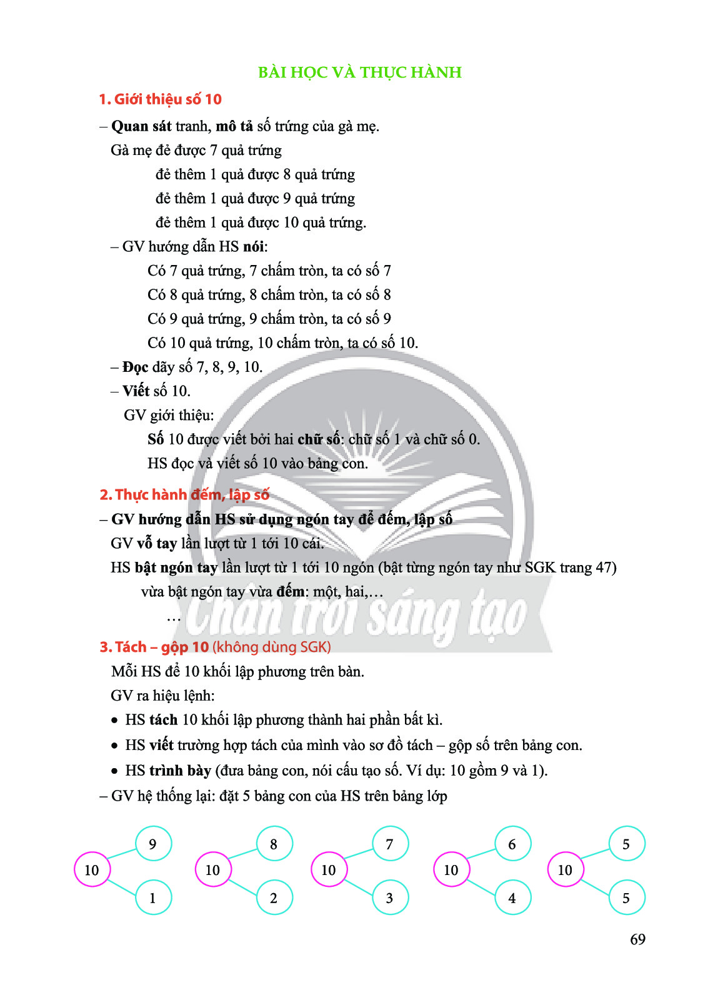 BÀI HỌC VÀ THỰC HÀNH
1. Giới thiệu số 10
– Quan sát tranh, mô tả số trứng của gà mẹ.
Gà mẹ đẻ được 7 quả trứng
đẻ thêm 1 quả được 8 quả trứng
đẻ thêm 1 quả được 9 quả trứng
đẻ thêm 1 quả được 10 quả trứng.
– GV hướng dẫn HS nói:
Có 7 quả trứng, 7 chấm tròn, ta có số 7
Có 8 quả trứng, 8 chấm tròn, ta có số 8
Có 9 quả trứng, 9 chấm tròn, ta có số 9
Có 10 quả trứng, 10 chấm tròn, ta có số 10.
– Đọc dãy số 7, 8, 9, 10.
– Viết số 10.
GV giới thiệu:
Số 10 được viết bởi hai chữ số: chữ số 1 và chữ số 0.
HS đọc và viết số 10 vào bảng con.
2. Thực hành đếm, lập số
– GV hướng dẫn HS sử dụng ngón tay để đếm, lập số
GV vỗ tay lần lượt từ 1 tới 10 cái.
HS bật ngón tay lần lượt từ 1 tới 10 ngón (bật từng ngón tay như SGK trang 47)
vừa bật ngón tay vừa đếm: một, hai,…
…
Chân trời sáng tạo
3. Tách – gộp 10 (không dùng SGK)
Mỗi HS để 10 khối lập phương trên bàn.
GV ra hiệu lệnh:
• HS tách 10 khối lập phương thành hai phần bất kì.
• HS viết trường hợp tách của mình vào sơ đồ tách – gộp số trên bảng con.
• HS trình bày (đưa bảng con, nói cấu tạo số. Ví dụ: 10 gồm 9 và 1).
– GV hệ thống lại: đặt 5 bảng con của HS trên bảng lớp
9 8 7 6 5
10 10 10 10 10
1 2 3 4 5
69